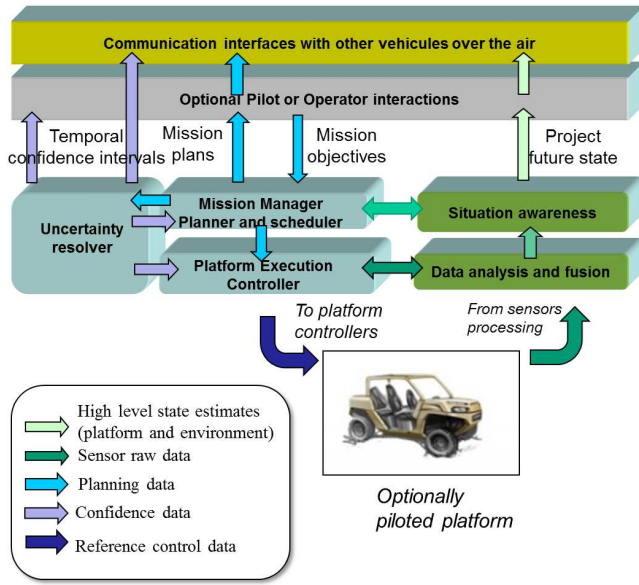 Communication interfaces with other vehicules over the air
Optional Pilot or Operator interactions
Temporal
confidence intervals
Mission
plans
Mission
objectives
Project
future state
Uncertainty
resolver
Mission Manager
Planner and scheduler
Situation awareness
Platform Execution
Controller
Data analysis and fusion
To platform
controllers
From sensors
processing
High level state estimates
(platform and environment)
Sensor raw data
Planning data
Confidence data
Reference control data
Optionally
piloted platform